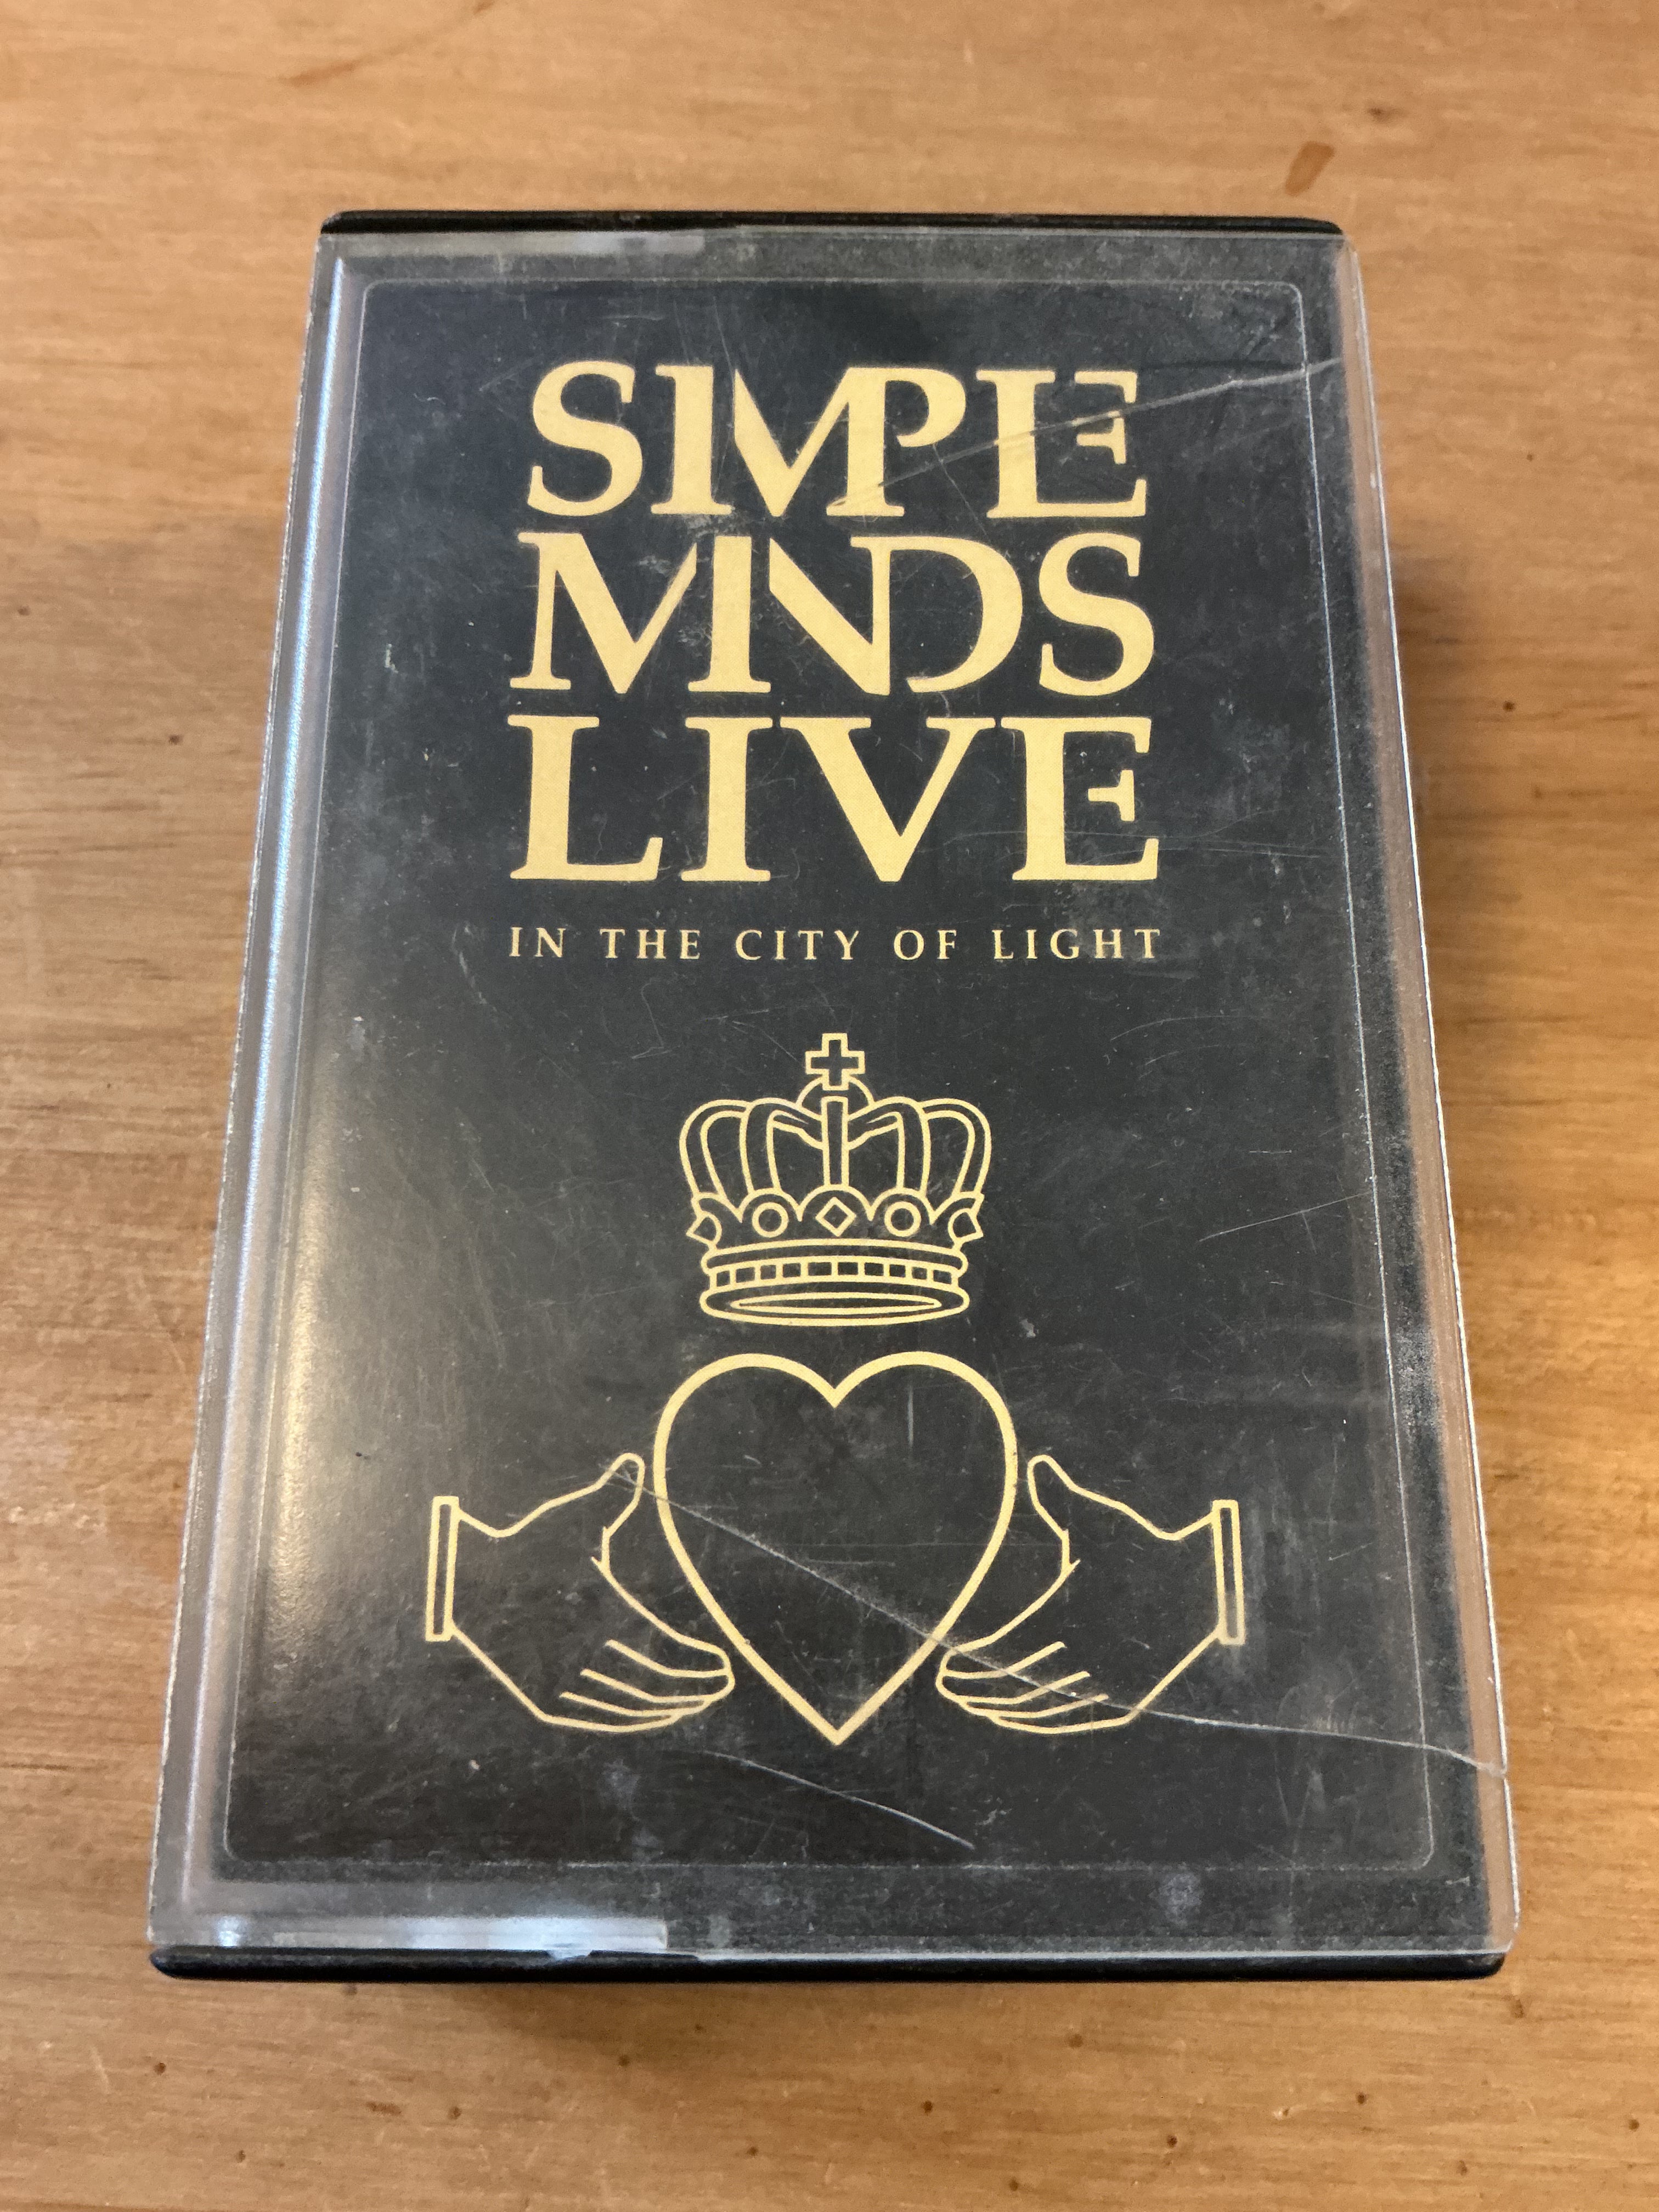 SIMPLE
MINDS
LIVE
IN THE CITY OF LIGHT